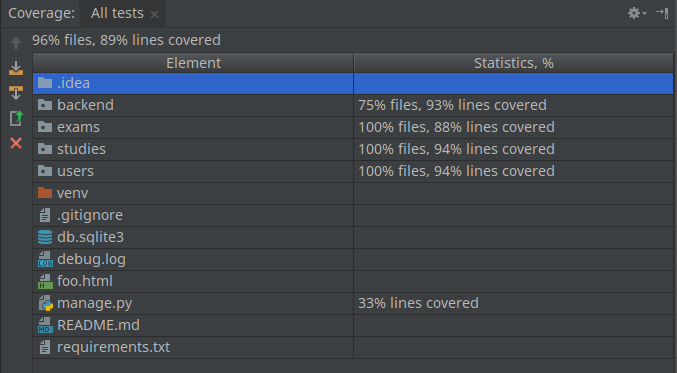 Coverage: All tests
96% files, 89% lines covered
Element Statistics, %
.idea
backend 75% files, 93% lines covered
exams 100% files, 88% lines covered
studies 100% files, 94% lines covered
users 100% files, 94% lines covered
venv
.gitignore
db.sqlite3
LOG debug.log
H foo.html
manage.py 33% lines covered
MD README.md
requirements.txt